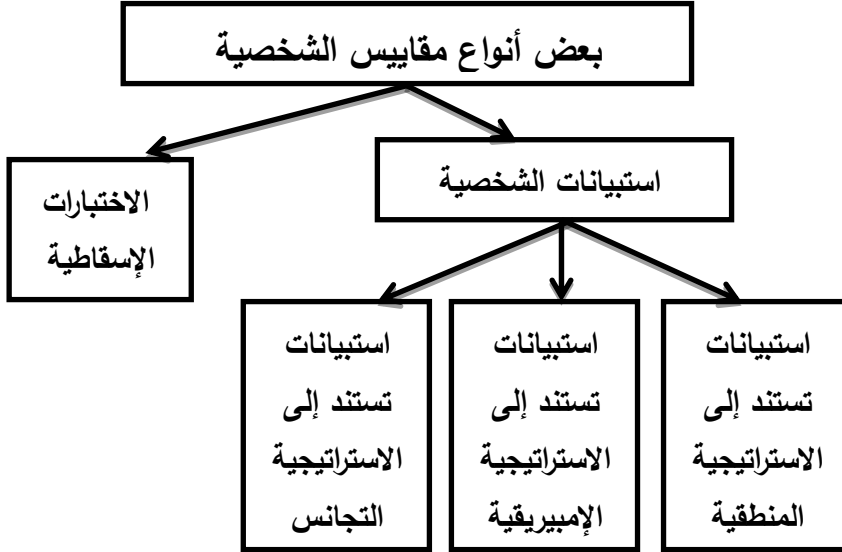 بعض أنواع مقاييس الشخصية
استبيانات الشخصية
الاختبارات
الإسقاطية
استبيانات
تستند إلى
الاستراتيجية
المنطقية
استبيانات
تستند إلى
الاستراتيجية
الإمبيريقية
استبيانات
تستند إلى
الاستراتيجية
التجانس